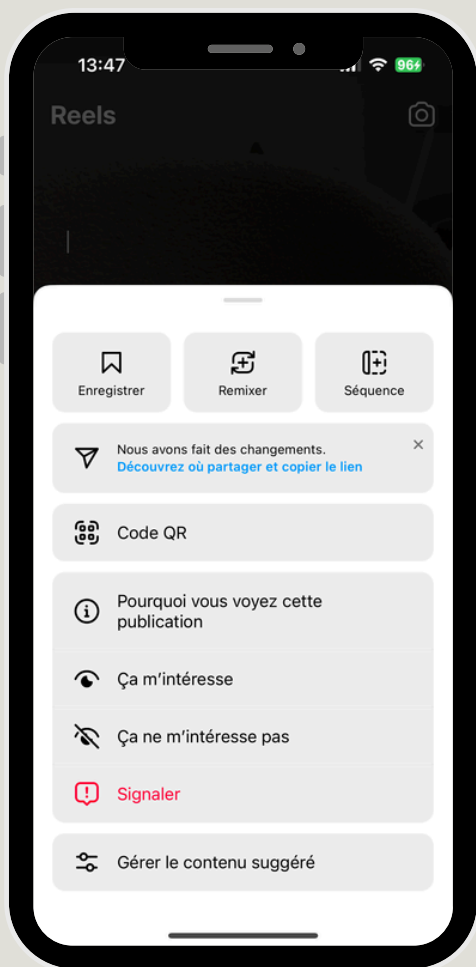 13:47
96
Reels
Enregistrer
Remixer
Séquence
Nous avons fait des changements.
Découvrez où partager et copier le lien
Code QR
Pourquoi vous voyez cette
publication
Ça m’intéresse
Ça ne m’intéresse pas
Signaler
Gérer le contenu suggéré